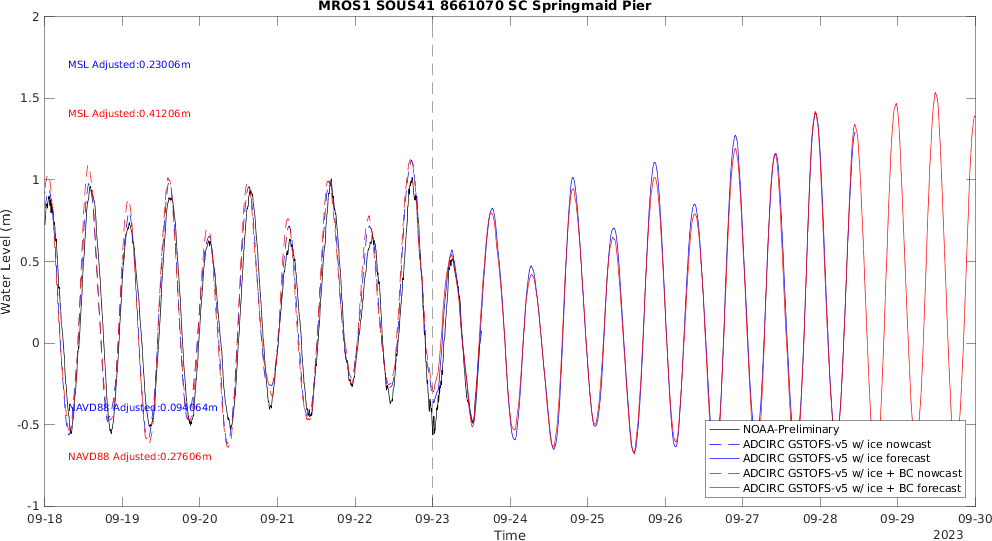 MROS1 SOUS41 8661070 SC Springmaid Pier
2
MSL Adjusted:0.23006m
1.5
MSL Adjusted:0.41206m
1
Water Level (m)
0.5
0
NAVD88 Adjusted:0.094064m
-0.5
NOAA-Preliminary
ADCIRC GSTOFS-v5 w/ ice nowcast
NAVD88 Adjusted:0.27606m
ADCIRC GSTOFS-v5 w/ ice forecast
ADCIRC GSTOFS-v5 w/ ice + BC nowcast
ADCIRC GSTOFS-v5 w/ ice + BC forecast
-1
09-18 09-19 09-20 09-21 09-22 09-23 09-24 09-25 09-26 09-27 09-28 09-29 09-30
Time
2023